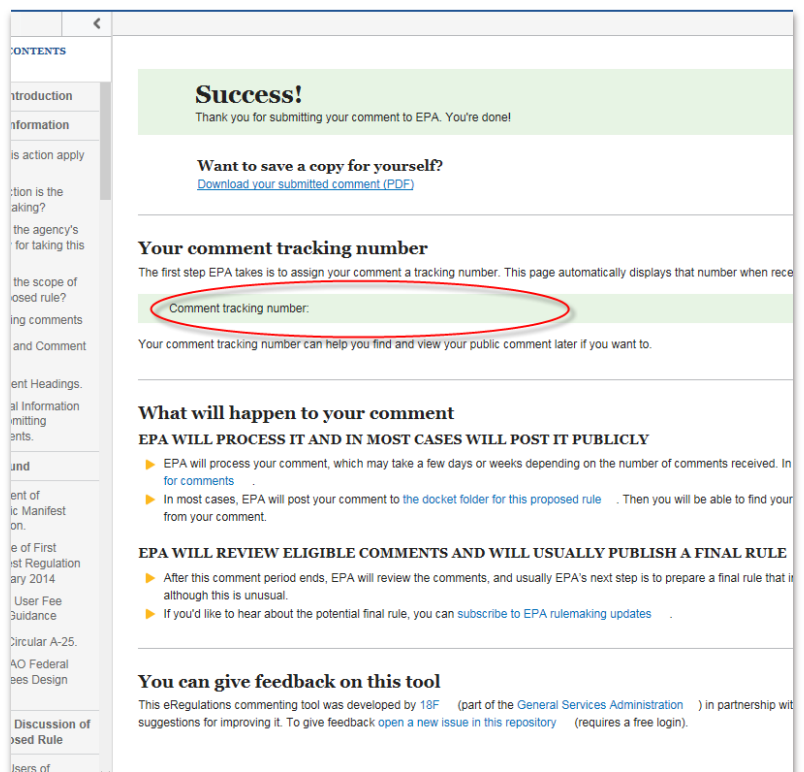 CONTENTS
ntroduction
nformation
is action apply
ction is the
aking?
the agency's
for taking this
the scope of
osed rule?
ing comments
and Comment
ent Headings.
al Information
omitting
ents.
und
ent of
ic Manifest
on.
e of First
est Regulation
ary 2014
User Fee
Guidance
Circular A-25.
AO Federal
ees Design
Discussion of
osed Rule
Users of
Success!
Thank you for submitting your comment to EPA. You're done!
Want to save a copy for yourself?
Download your submitted comment (PDF)
Your comment tracking number
The first step EPA takes is to assign your comment a tracking number. This page automatically displays that number when rece
Comment tracking number:
Your comment tracking number can help you find and view your public comment later if you want to.
What will happen to your comment
EPA WILL PROCESS IT AND IN MOST CASES WILL POST IT PUBLICLY
EPA will process your comment, which may take a few days or weeks depending on the number of comments received. In
for comments .
In most cases, EPA will post your comment to the docket folder for this proposed rule . Then you will be able to find your
from your comment.
EPA WILL REVIEW ELIGIBLE COMMENTS AND WILL USUALLY PUBLISH A FINAL RULE
After this comment period ends, EPA will review the comments, and usually EPA's next step is to prepare a final rule that i
although this is unusual.
If you'd like to hear about the potential final rule, you can subscribe to EPA rulemaking updates .
You can give feedback on this tool
This eRegulations commenting tool was developed by 18F (part of the General Services Administration ) in partnership wit
suggestions for improving it. To give feedback open a new issue in this repository (requires a free login).